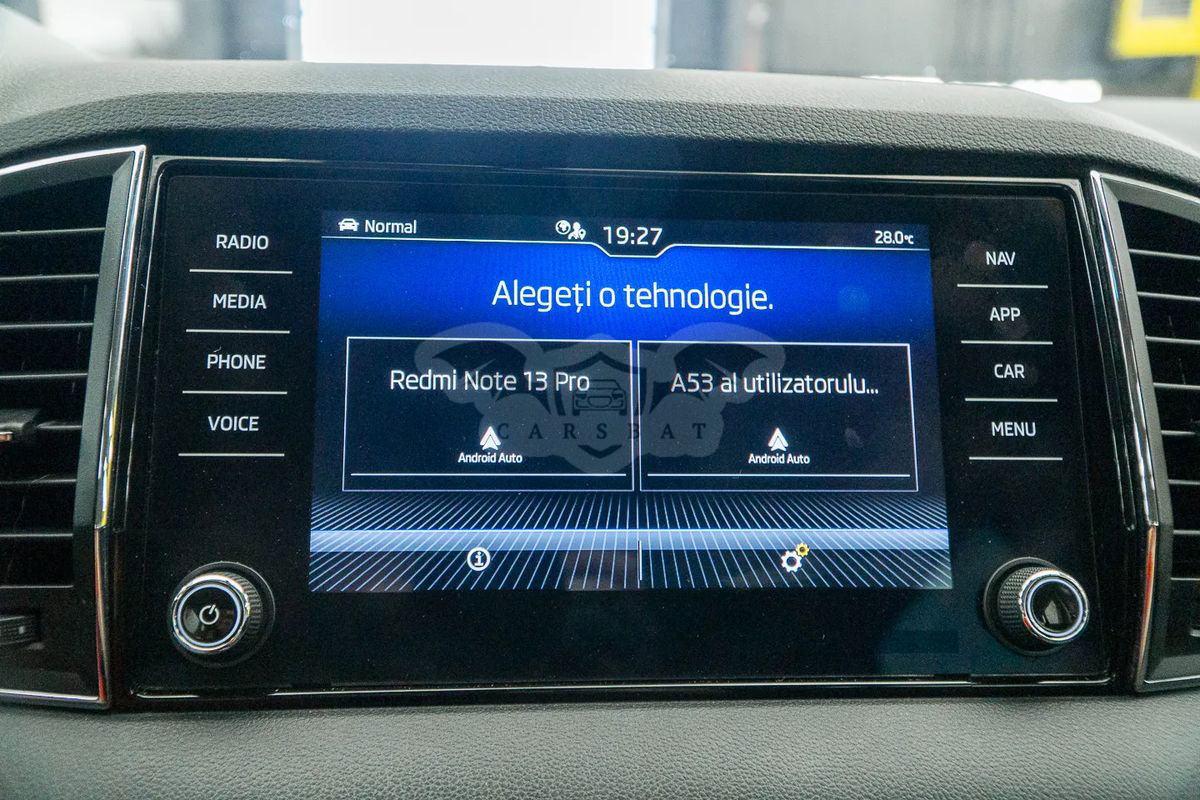 Normal
19:27
28.0°C
RADIO
MEDIA
PHONE
VOICE
Alegeți o tehnologie.
Redmi Note 13 Pro
Android Auto
A53 al utilizatorulu...
Android Auto
CARSBAT
NAV
APP
CAR
MENU